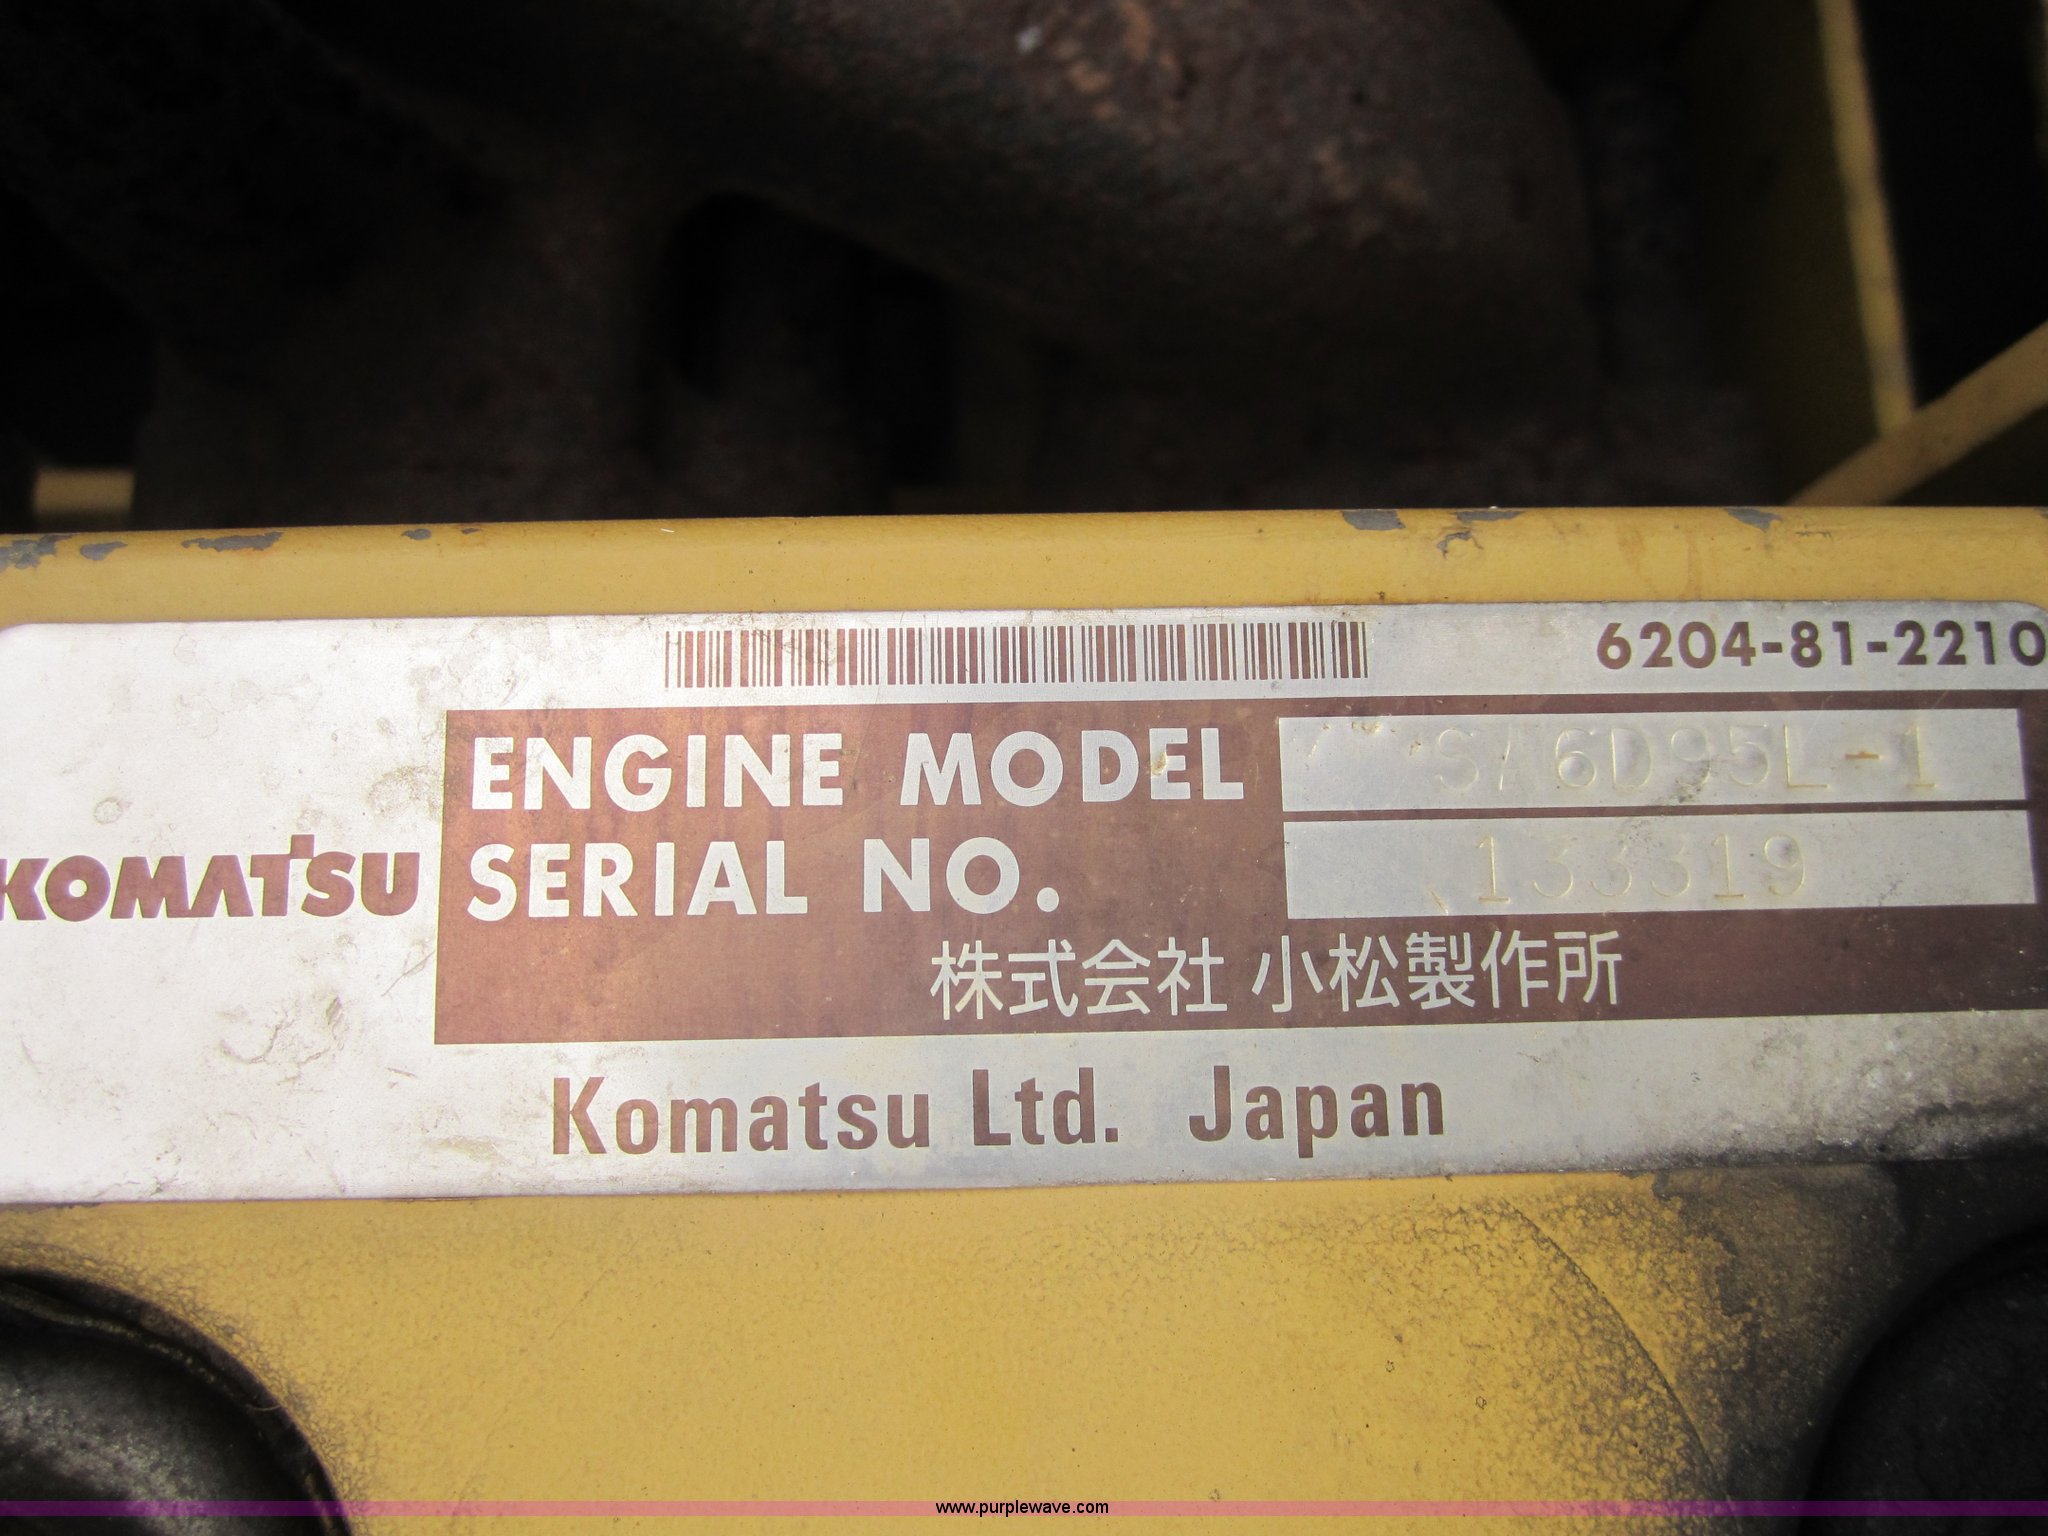 6204-81-2210
ENGINE MODEL SA6D95L-1
KOMATSU
SERIAL NO. 133319
株式会社 小松製作所
Komatsu Ltd. Japan
www.purplewave.com